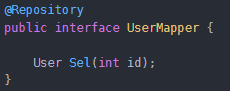 @Repository
public interface UserMapper {
User Sel(int id);
}